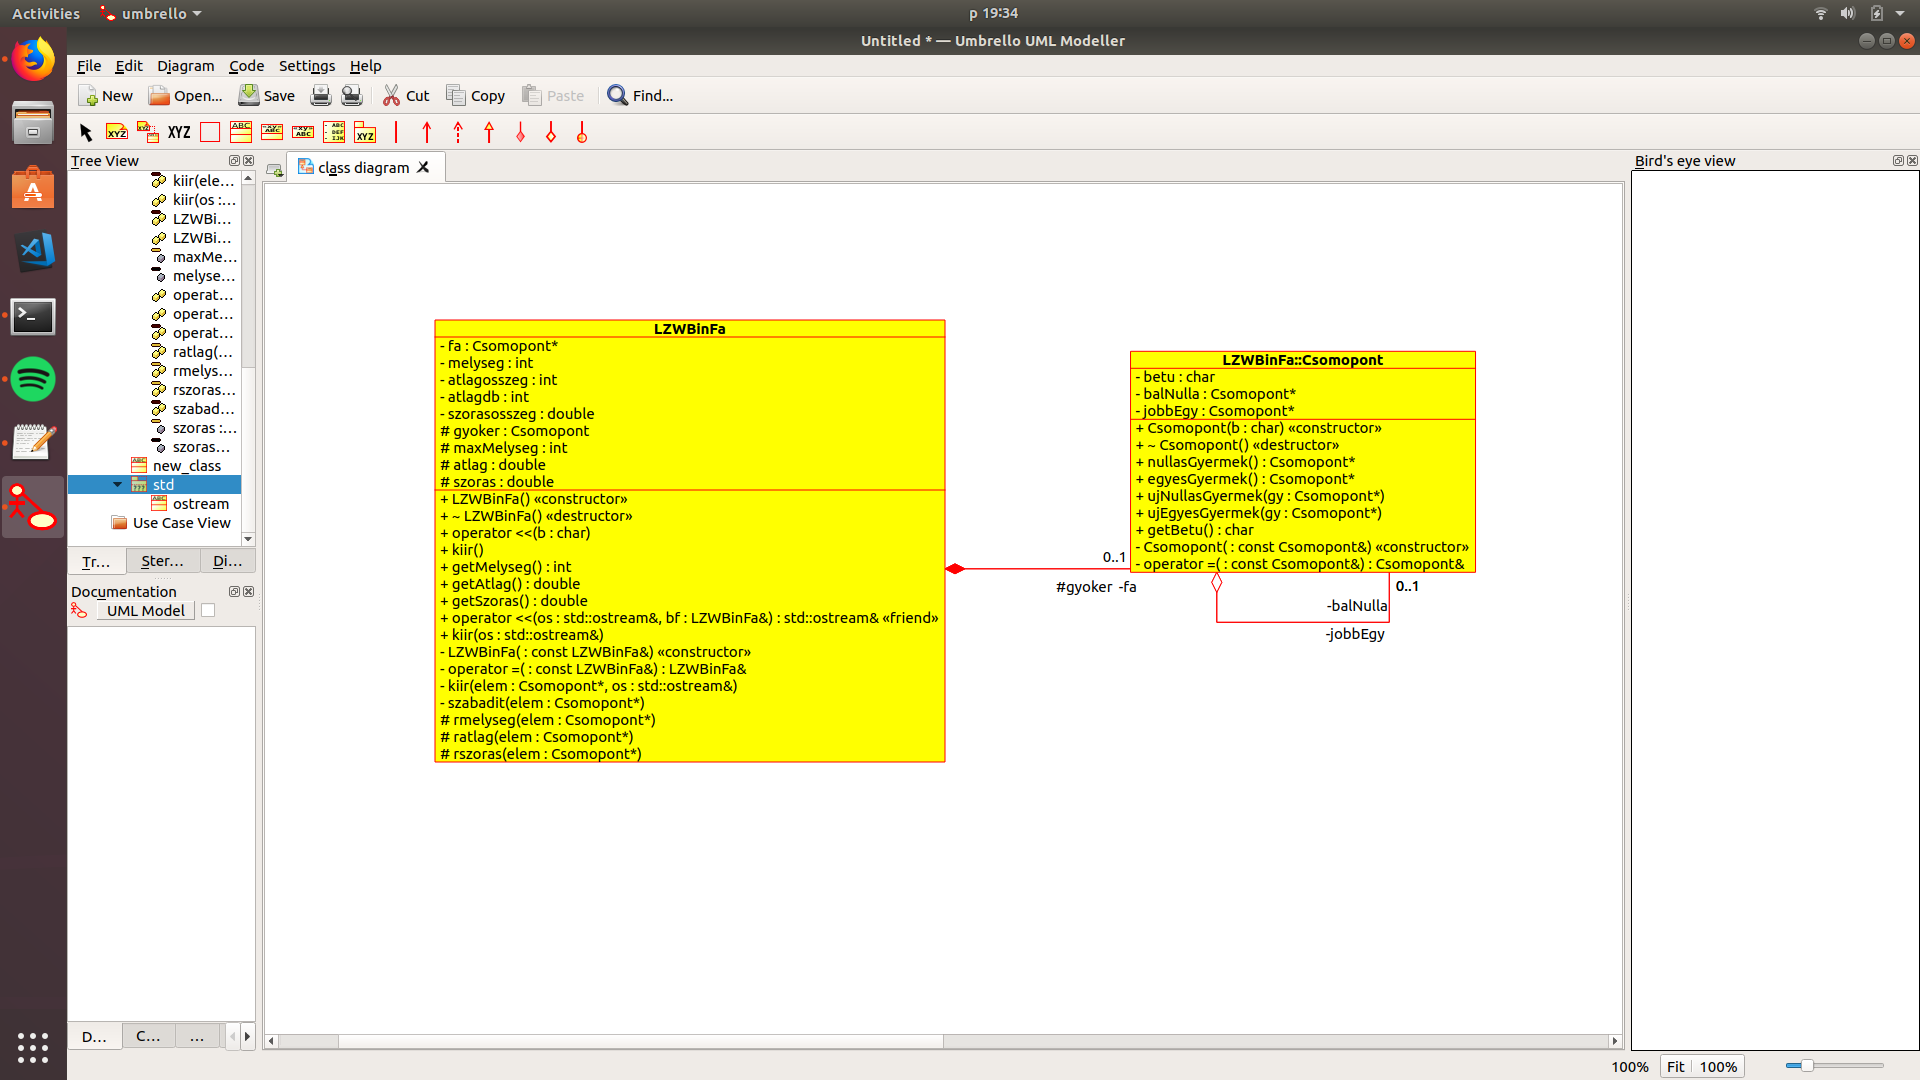 Activities
umbrello
p 19:34
Untitled * — Umbrello UML Modeller
File Edit Diagram Code Settings Help
New Open... Save Cut Copy Paste Find...
XYZ XYZ XYZ ABC ABC ABC ABC DEF IJK XYZ
Tree View
class diagram
Bird's eye view
kiir(ele...
kiir(os :...
LZWBi...
LZWBi...
maxMe...
melyse...
operat...
operat...
operat...
ratlag(...
rmelys...
rszoras...
szabad...
szoras :...
szoras...
new_class
std
ostream
Use Case View
Tr... Ster... Di...
Documentation
UML Model
D... C... ...
LZWBinFa
- fa : Csomopont*
- melyseg : int
- atlagosszeg : int
- atlagdb : int
- szorasosszeg : double
# gyoker : Csomopont
# maxMelyseg : int
# atlag : double
# szoras : double
+ LZWBinFa() «constructor»
+ ~ LZWBinFa() «destructor»
+ operator <<(b : char)
+ kiir()
+ getMelyseg() : int
+ getAtlag() : double
+ getSzoras() : double
+ operator <<(os : std::ostream&, bf : LZWBinFa&) : std::ostream& «friend»
+ kiir(os : std::ostream&)
- LZWBinFa( : const LZWBinFa&) «constructor»
- operator =( : const LZWBinFa&) : LZWBinFa&
- kiir(elem : Csomopont*, os : std::ostream&)
- szabadit(elem : Csomopont*)
# rmelyseg(elem : Csomopont*)
# ratlag(elem : Csomopont*)
# rszoras(elem : Csomopont*)
0..1
#gyoker -fa
LZWBinFa::Csomopont
- betu : char
- balNulla : Csomopont*
- jobbEgy : Csomopont*
+ Csomopont(b : char) «constructor»
+ ~ Csomopont() «destructor»
+ nullasGyermek() : Csomopont*
+ egyesGyermek() : Csomopont*
+ ujNullasGyermek(gy : Csomopont*)
+ ujEgyesGyermek(gy : Csomopont*)
+ getBetu() : char
- Csomopont( : const Csomopont&) «constructor»
- operator =( : const Csomopont&) : Csomopont&
0..1
-balNulla
-jobbEgy
100% Fit 100%